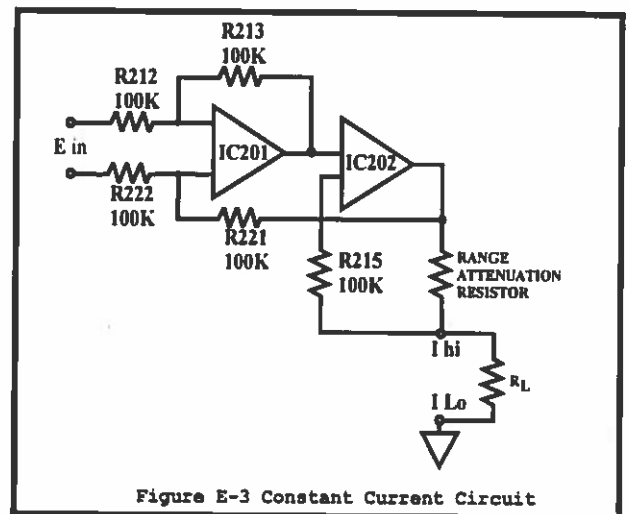 R213
100K
R212
100K
E in
IC201
IC202
R222
100K
R221
100K
R215
100K
RANGE
ATTENUATION
RESISTOR
I hi
I Lo
RL
Figure E-3 Constant Current Circuit